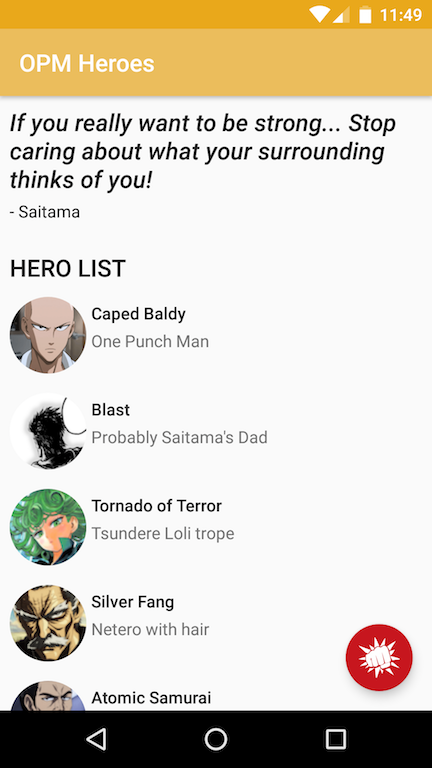 11:49
OPM Heroes
If you really want to be strong... Stop
caring about what your surrounding
thinks of you!
- Saitama
HERO LIST
Caped Baldy
One Punch Man
Blast
Probably Saitama's Dad
Tornado of Terror
Tsundere Loli trope
Silver Fang
Netero with hair
Atomic Samurai